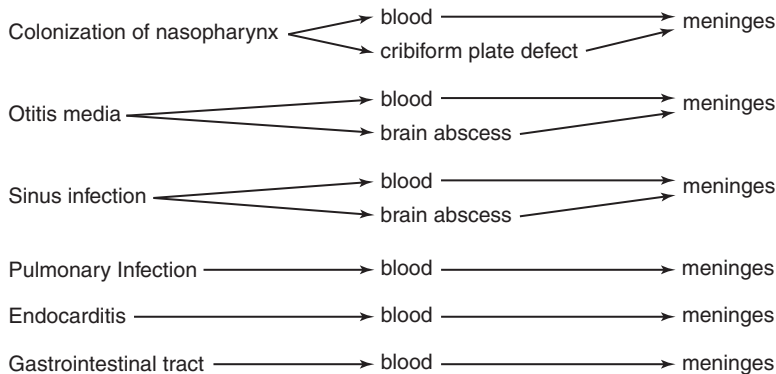 blood
meninges
Colonization of nasopharynx
cribiform plate defect
blood
meninges
Otitis media
brain abscess
blood
meninges
Sinus infection
brain abscess
Pulmonary Infection blood meninges
Endocarditis blood meninges
Gastrointestinal tract blood meninges